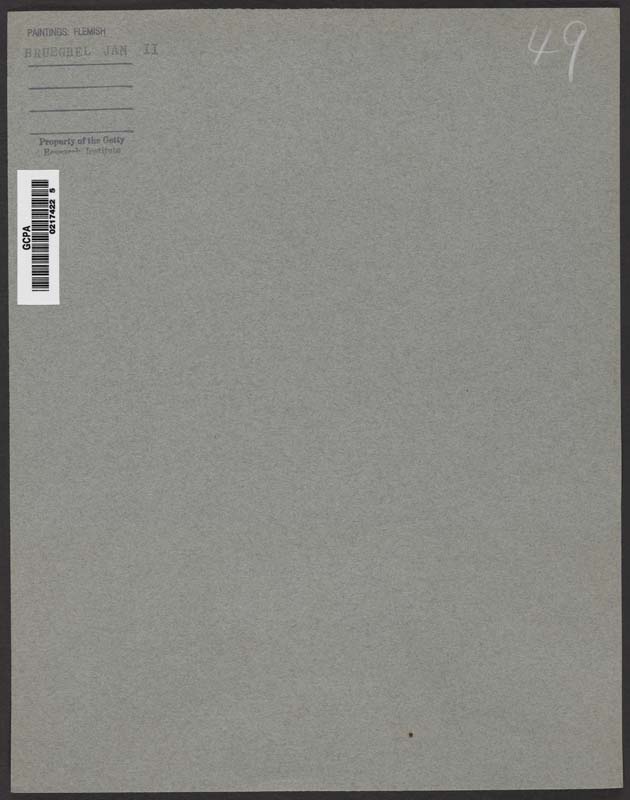 PAINTINGS: FLEMISH
BRUEGHEL JAN II
49
Property of the Getty
Research Institute
GCPA
0217422 5